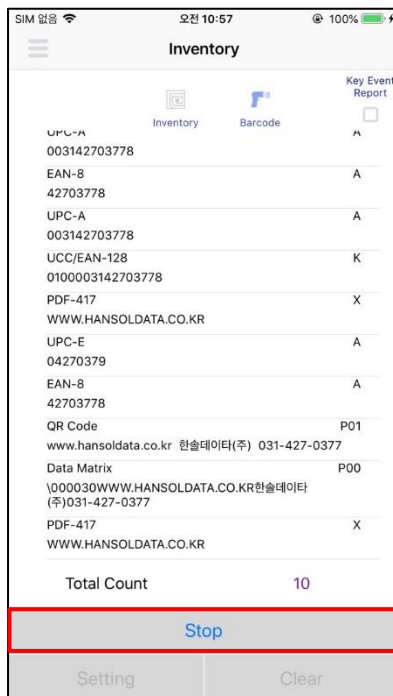 SIM 없음 오전 10:57 100%
Inventory
Key Event
Report
Inventory Barcode
UPC-A A
003142703778
EAN-8 A
42703778
UPC-A A
003142703778
UCC/EAN-128 K
0100003142703778
PDF-417 X
WWW.HANSOLDATA.CO.KR
UPC-E A
04270379
EAN-8 A
42703778
QR Code P01
www.hansoldata.co.kr 한솔데이타(주) 031-427-0377
Data Matrix P00
\000030WWW.HANSOLDATA.CO.KR한솔데이타
(주)031-427-0377
PDF-417 X
WWW.HANSOLDATA.CO.KR
Total Count 10
Stop
Setting Clear